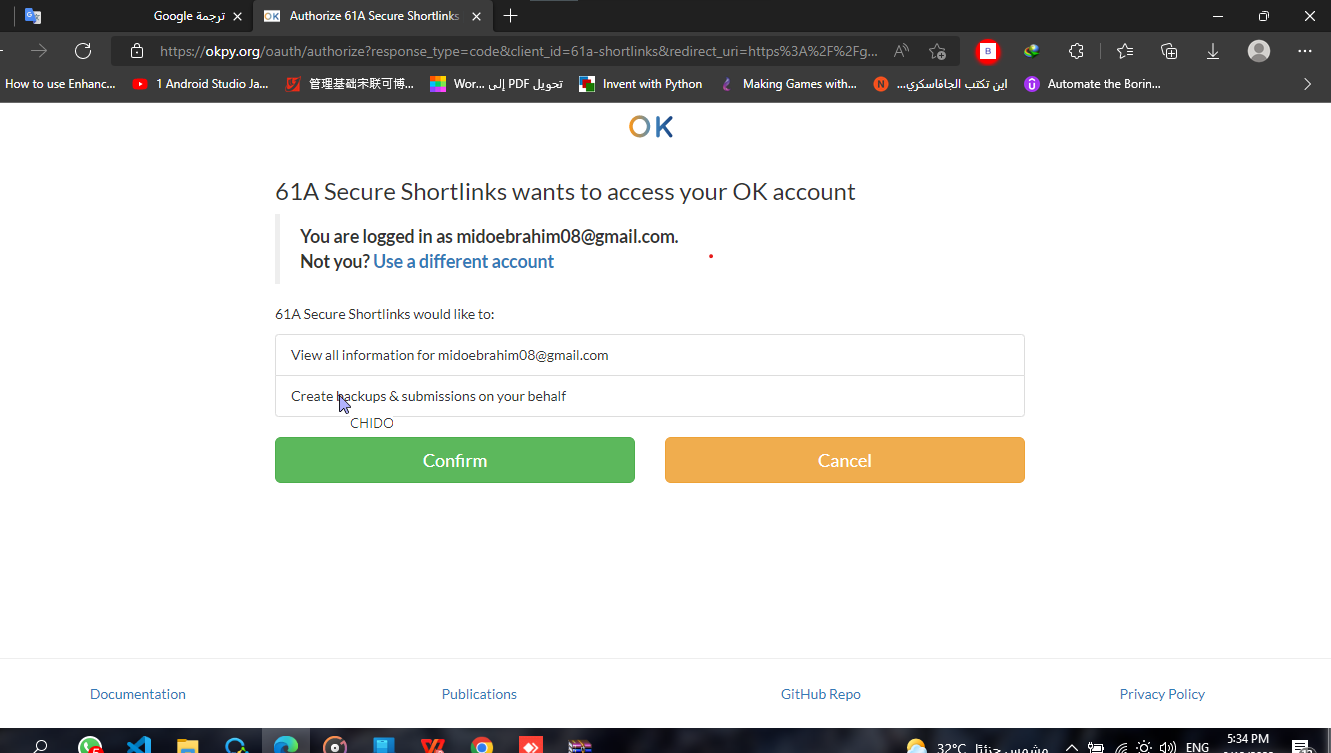 Google ترجمة
Authorize 61A Secure Shortlinks
https://okpy.org/oauth/authorize?response_type=code&client_id=61a-shortlinks&redirect_uri=https%3A%2F%2Fg...
How to use Enhanc...
1 Android Studio Ja...
管理基础宋联可博...
تحويل PDF إلى Wor...
Invent with Python
Making Games with...
اين تكتب الجافاسكري...
Automate the Borin...
OK
61A Secure Shortlinks wants to access your OK account
You are logged in as midoebrahim08@gmail.com.
Not you? Use a different account
61A Secure Shortlinks would like to:
View all information for midoebrahim08@gmail.com
Create backups & submissions on your behalf
CHIDO
Confirm
Cancel
Documentation
Publications
GitHub Repo
Privacy Policy
32°C
ENG
5:34 PM